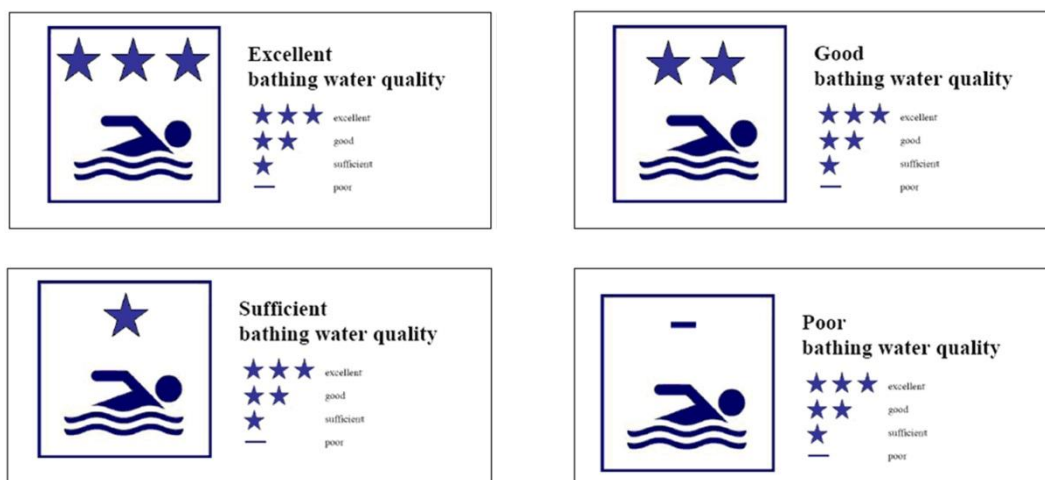 Excellent
bathing water quality
excellent
good
sufficient
poor
Good
bathing water quality
excellent
good
sufficient
poor
Sufficient
bathing water quality
excellent
good
sufficient
poor
Poor
bathing water quality
excellent
good
sufficient
poor